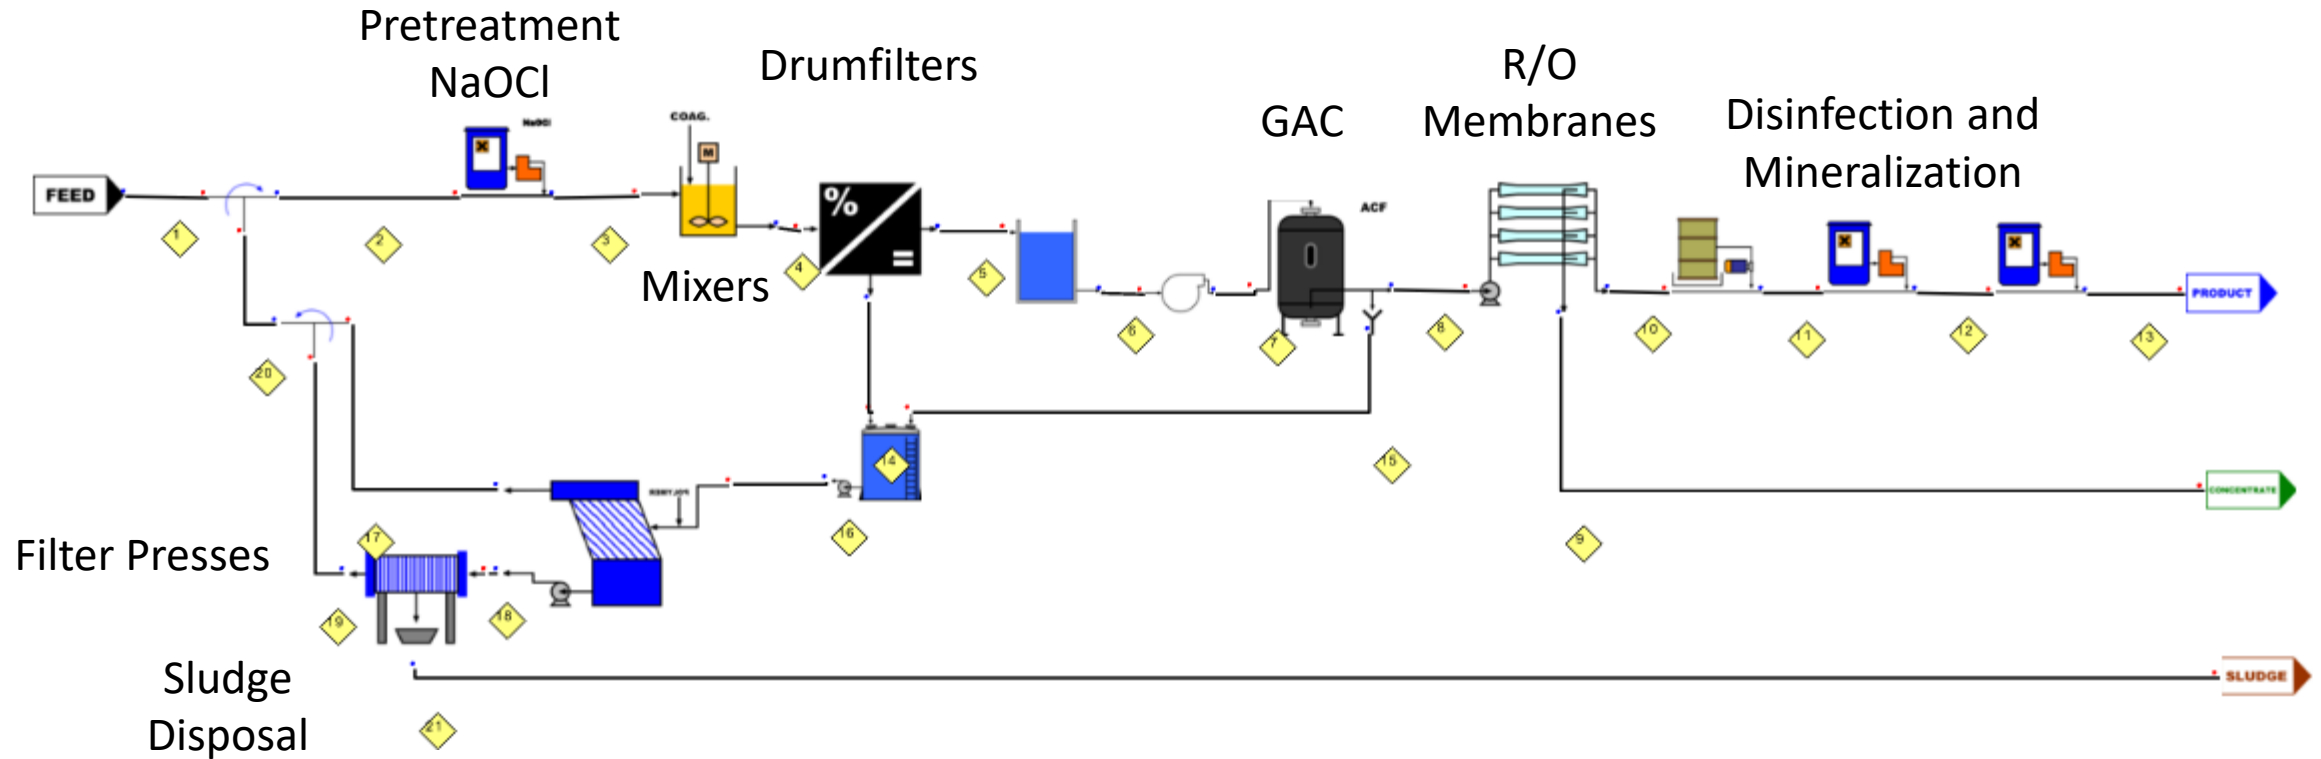 Pretreatment
NaOCl
Drumfilters
R/O
Membranes
GAC
Disinfection and
Mineralization
NaOCl
COAG.
M
FEED
%
=
ACF
1
2
3
4
5
6
7
8
10
11
12
13
PRODUCT
Mixers
20
14
15
16
9
CONCENTRATE
POLYMER
Filter Presses
17
18
19
Sludge
Disposal
21
SLUDGE